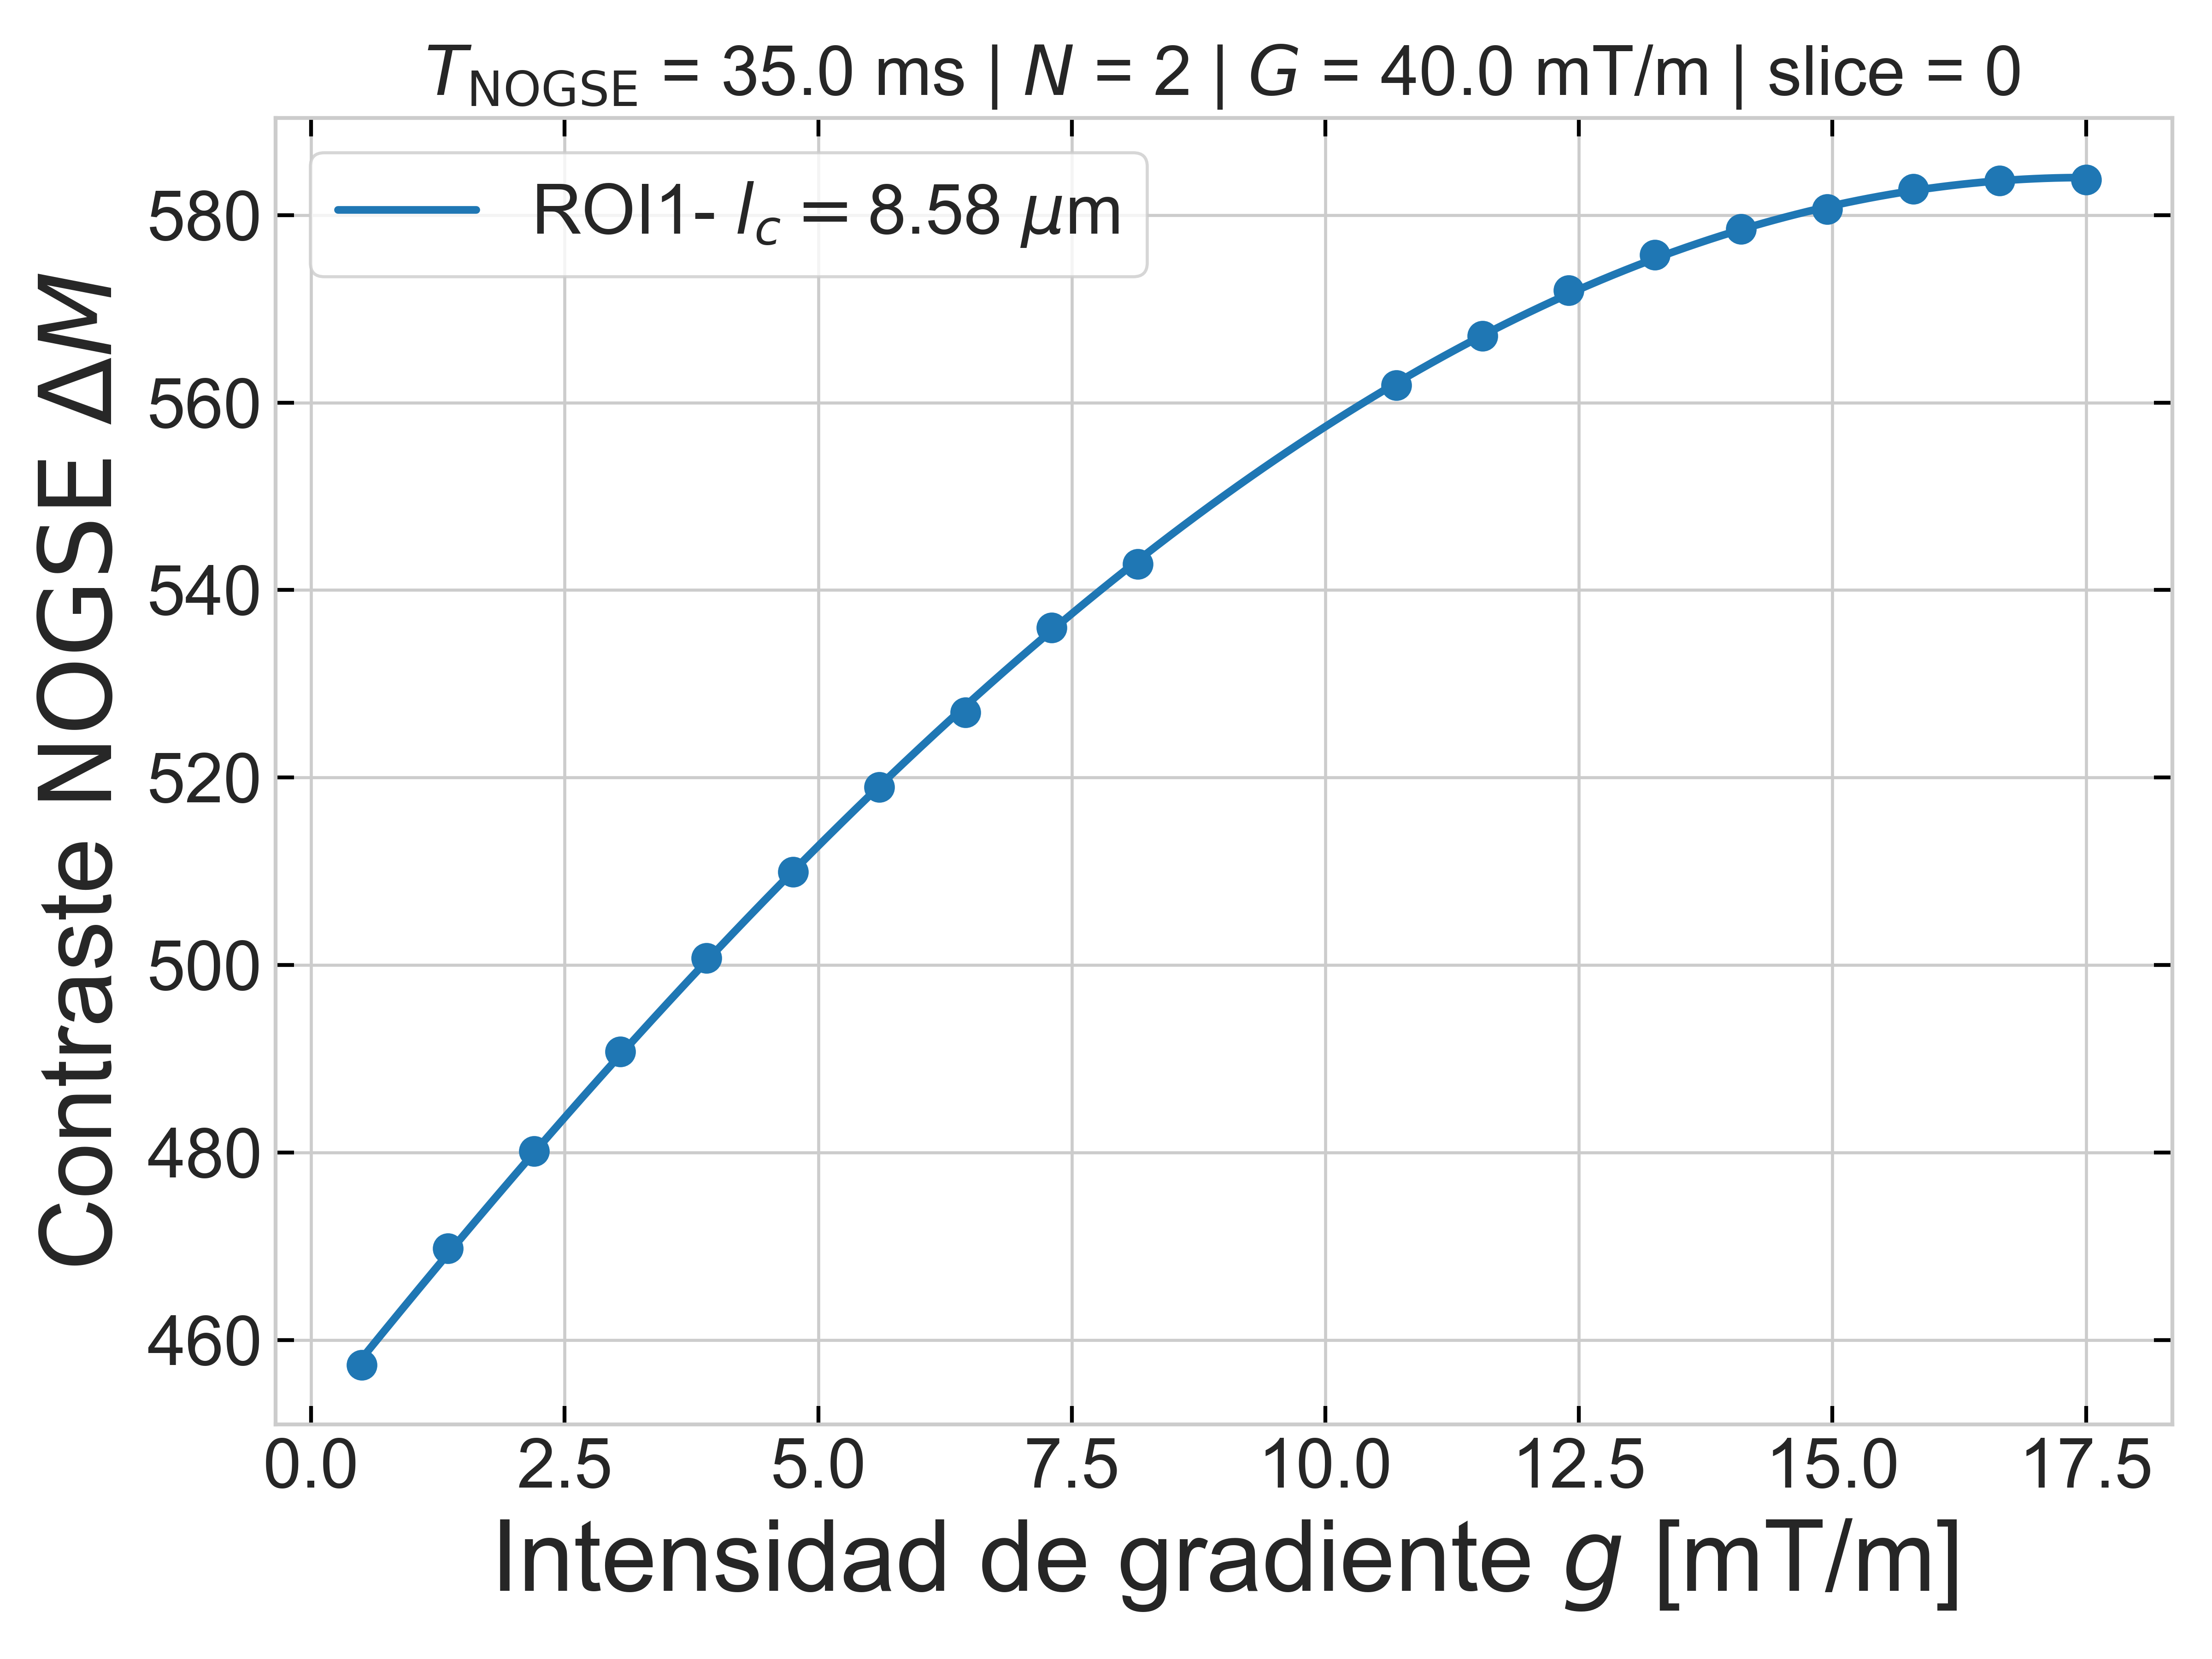 T_NOGSE = 35.0 ms | N = 2 | G = 40.0 mT/m | slice = 0
ROI1- l_c = 8.58 μm
Contraste NOGSE ΔM
580
560
540
520
500
480
460
0.0 2.5 5.0 7.5 10.0 12.5 15.0 17.5
Intensidad de gradiente g [mT/m]